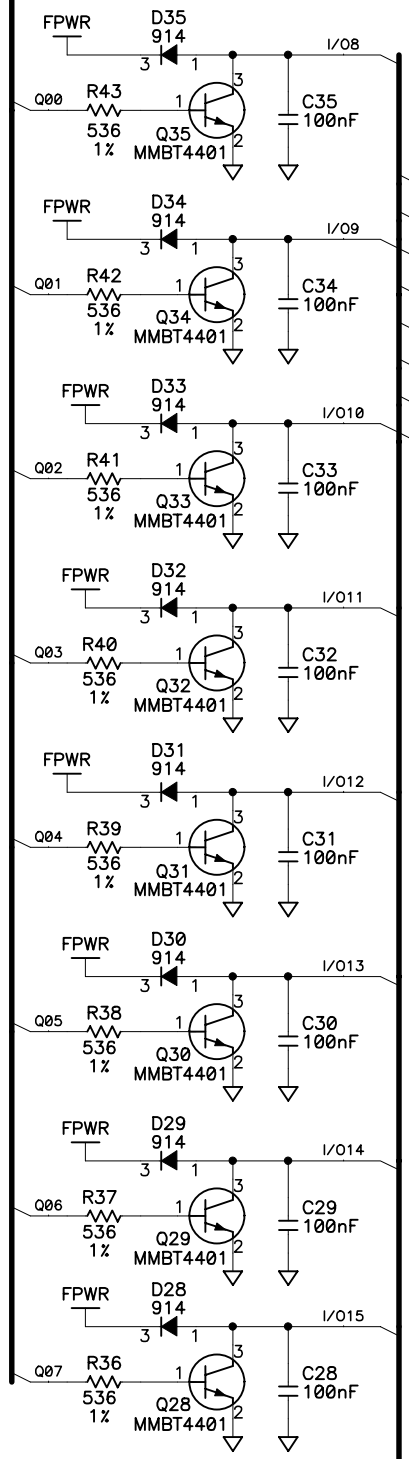 FPWR
D35
914
3
1
I/O8
Q00
R43
536
1%
1
3
2
Q35
MMBT4401
C35
100nF
FPWR
D34
914
3
1
I/O9
Q01
R42
536
1%
1
3
2
Q34
MMBT4401
C34
100nF
FPWR
D33
914
3
1
I/O10
Q02
R41
536
1%
1
3
2
Q33
MMBT4401
C33
100nF
FPWR
D32
914
3
1
I/O11
Q03
R40
536
1%
1
3
2
Q32
MMBT4401
C32
100nF
FPWR
D31
914
3
1
I/O12
Q04
R39
536
1%
1
3
2
Q31
MMBT4401
C31
100nF
FPWR
D30
914
3
1
I/O13
Q05
R38
536
1%
1
3
2
Q30
MMBT4401
C30
100nF
FPWR
D29
914
3
1
I/O14
Q06
R37
536
1%
1
3
2
Q29
MMBT4401
C29
100nF
FPWR
D28
914
3
1
I/O15
Q07
R36
536
1%
1
3
2
Q28
MMBT4401
C28
100nF